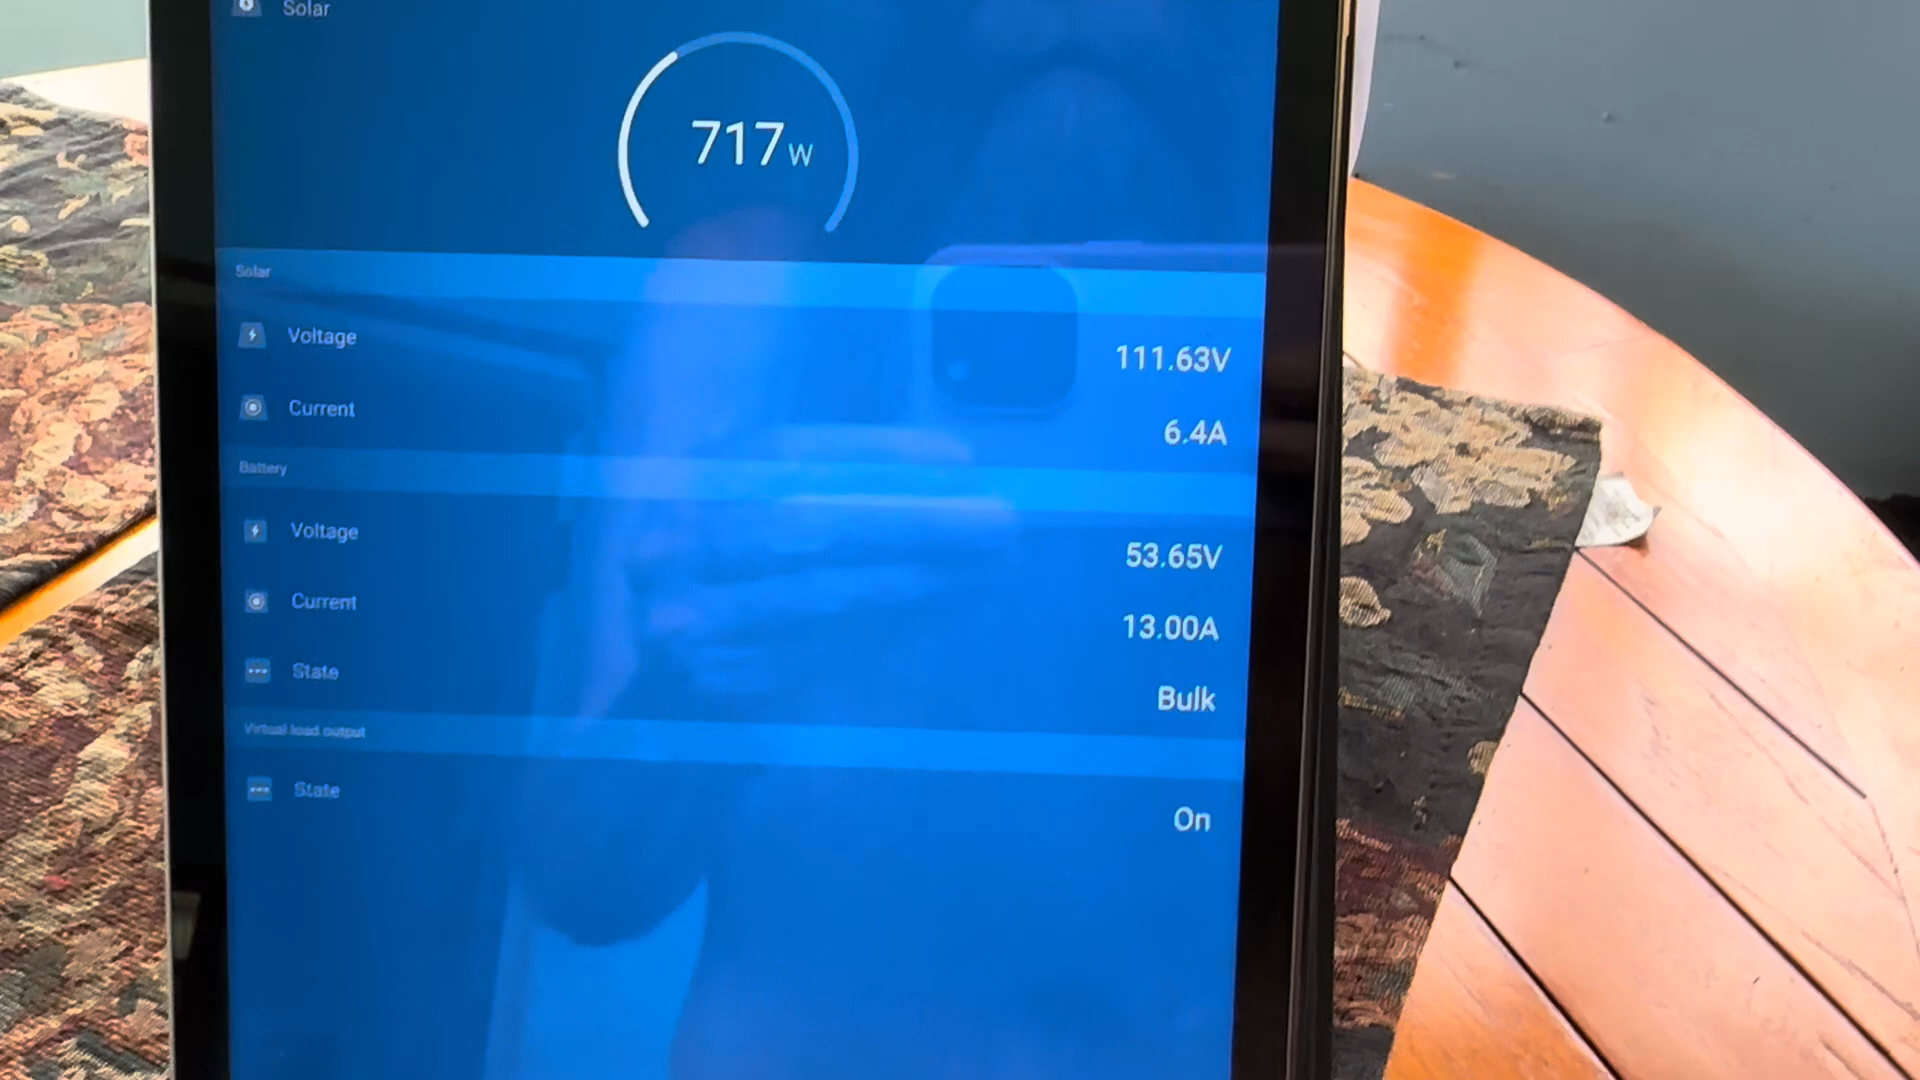 Solar
717W
Solar
Voltage 111.63V
Current 6.4A
Battery
Voltage 53.65V
Current 13.00A
State Bulk
Virtual load output
State On